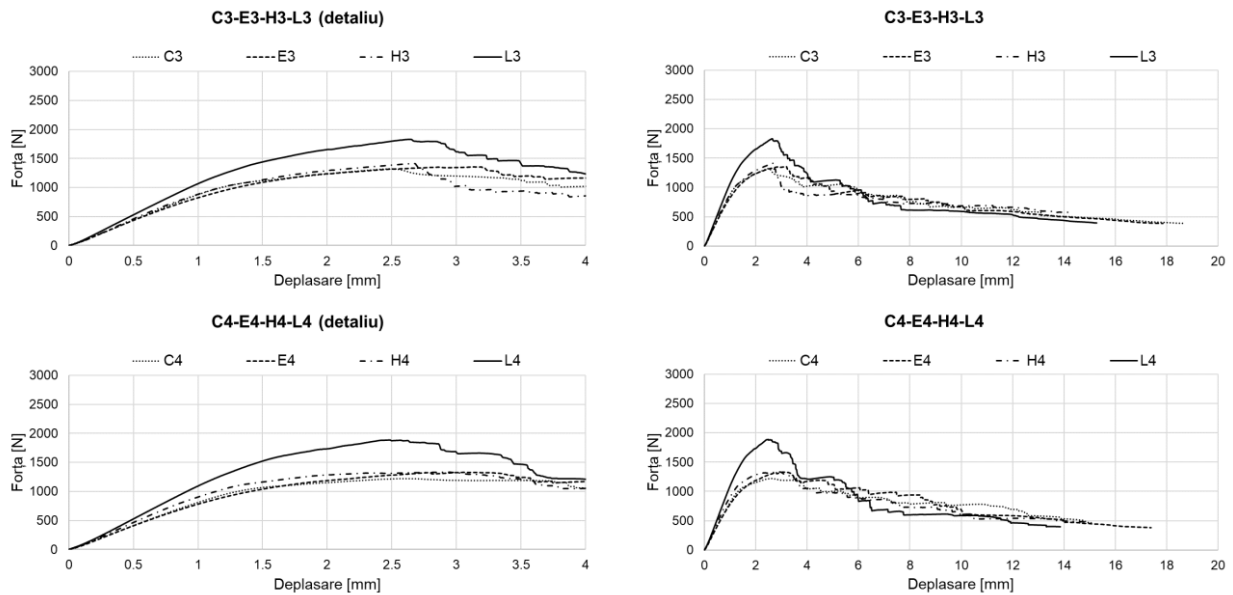 C3-E3-H3-L3 (detaliu)
C3 E3 H3 L3
3000
2500
2000
1500
1000
500
0
Forța [N]
0 0.5 1 1.5 2 2.5 3 3.5 4
Deplasare [mm]
C3-E3-H3-L3
C3 E3 H3 L3
3000
2500
2000
1500
1000
500
0
Forța [N]
0 2 4 6 8 10 12 14 16 18 20
Deplasare [mm]
C4-E4-H4-L4 (detaliu)
C4 E4 H4 L4
3000
2500
2000
1500
1000
500
0
Forța [N]
0 0.5 1 1.5 2 2.5 3 3.5 4
Deplasare [mm]
C4-E4-H4-L4
C4 E4 H4 L4
3000
2500
2000
1500
1000
500
0
Forța [N]
0 2 4 6 8 10 12 14 16 18 20
Deplasare [mm]